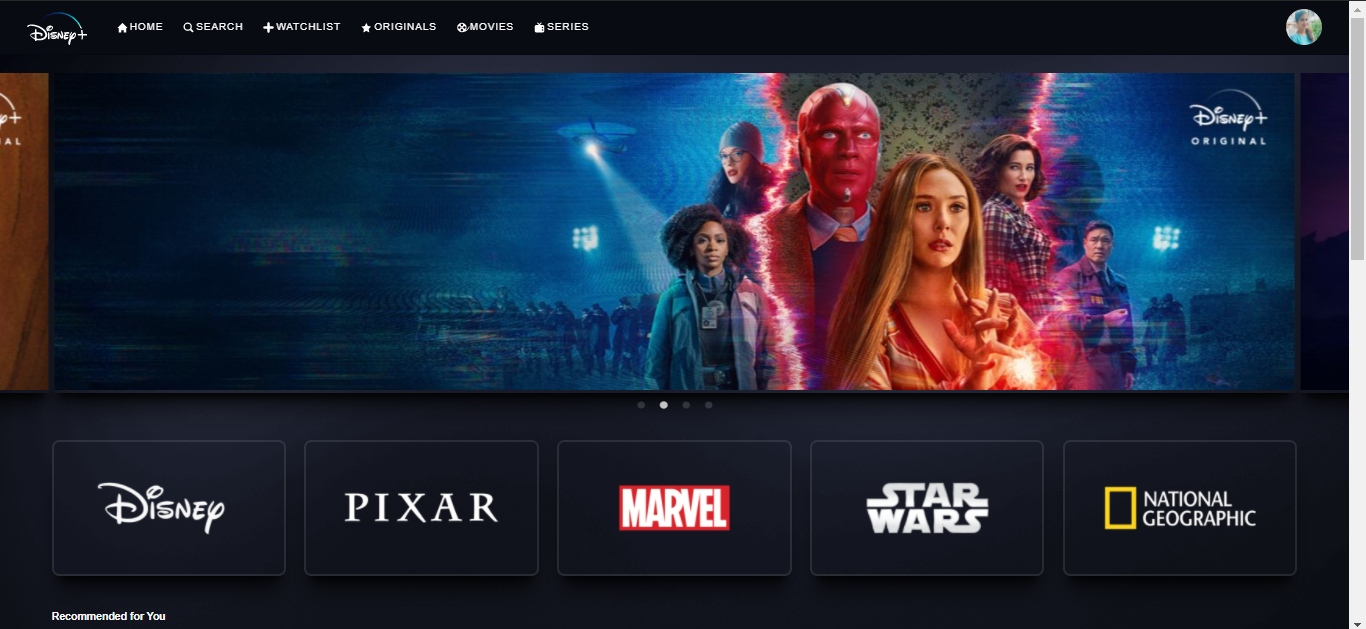 Disney+
HOME
SEARCH
WATCHLIST
ORIGINALS
MOVIES
SERIES
Disney+
ORIGINAL
FBI
DISNEY
PIXAR
MARVEL
STAR
WARS
NATIONAL
GEOGRAPHIC
Recommended for You